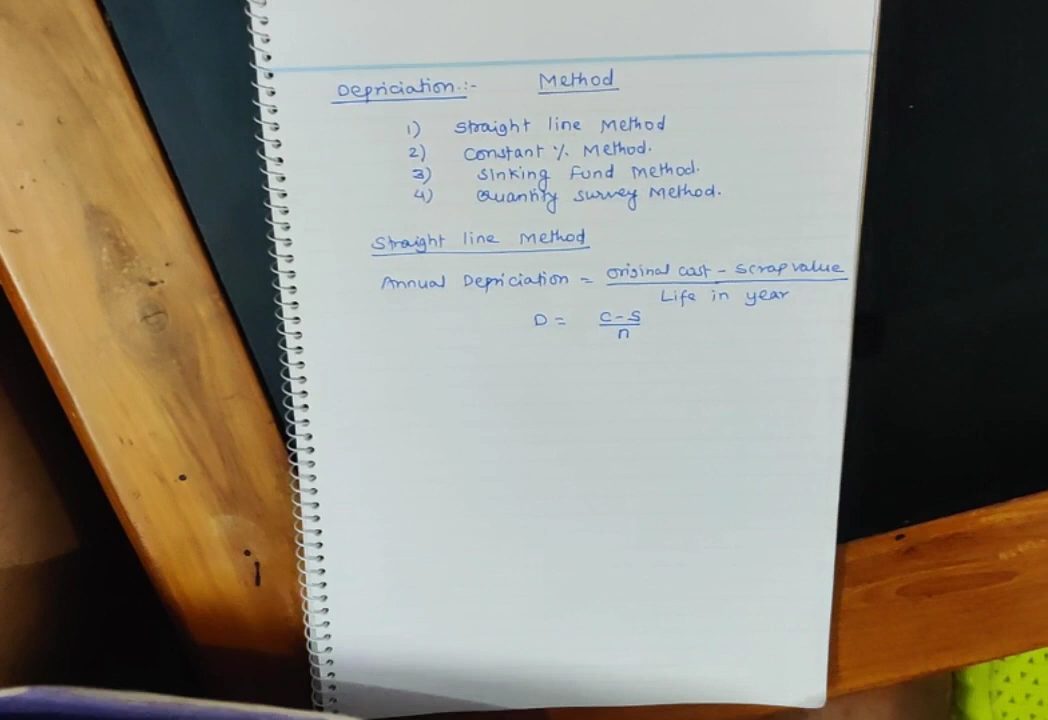 Depriciation :- Method
1) Straight line Method
2) Constant % Method.
3) Sinking Fund Method.
4) Quantity survey Method.
Straight line Method
Annual Depriciation = original cost - scrap value
Life in year
D = C-S
n